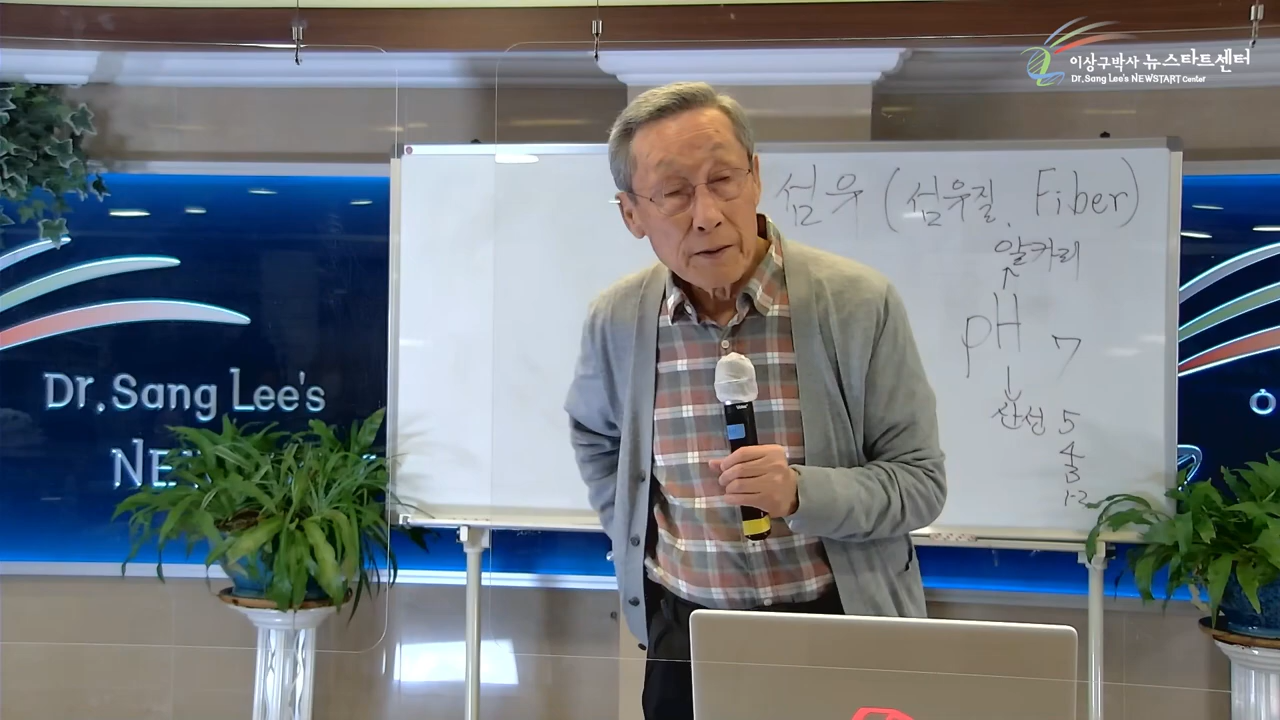 이상구박사 뉴스타트센터
Dr.Sang Lee's NEWSTART Center
섬유 (섬유질, Fiber)
알카리
↑
pH 7
↓
산성 5
4
3
1-2
Dr.Sang Lee's